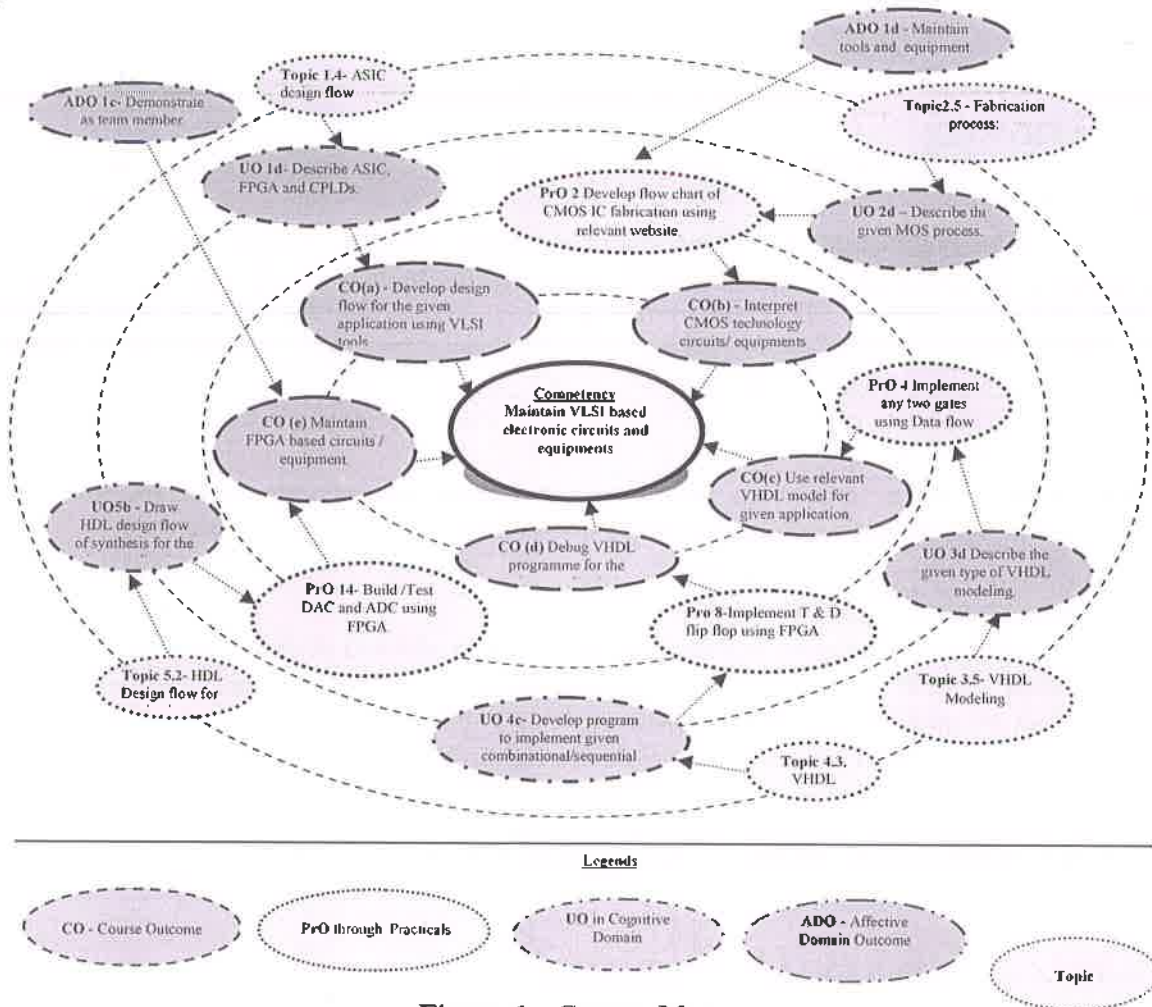 ADO 1d - Maintain
tools and equipment
Topic 1.4- ASIC
design flow
ADO 1c- Demonstrate
as team member
Topic2.5 - Fabrication
process:
UO 1d- Describe ASIC,
FPGA and CPLDs.
PrO 2 Develop flow chart of
CMOS IC fabrication using
relevant website.
UO 2d – Describe the
given MOS process.
CO(a) - Develop design
flow for the given
application using VLSI
tools
CO(b) - Interpret
CMOS technology
circuits/ equipments
Competency
Maintain VLSI based
electronic circuits and
equipments
PrO 4 Implement
any two gates
using Data flow
CO (e) Maintain
FPGA based circuits /
equipment
CO(c) Use relevant
VHDL model for
given application
UO5b - Draw
HDL design flow
of synthesis for the
CO (d) Debug VHDL
programme for the
UO 3d Describe the
given type of VHDL
modeling.
PrO 14- Build /Test
DAC and ADC using
FPGA
Pro 8-Implement T & D
flip flop using FPGA
Topic 5.2- HDL
Design flow for
Topic 3.5- VHDL
Modeling
UO 4c- Develop program
to implement given
combinational/sequential
Topic 4.3.
VHDL
Legends
CO - Course Outcome
PrO through Practicals
UO in Cognitive
Domain
ADO - Affective
Domain Outcome
Topic